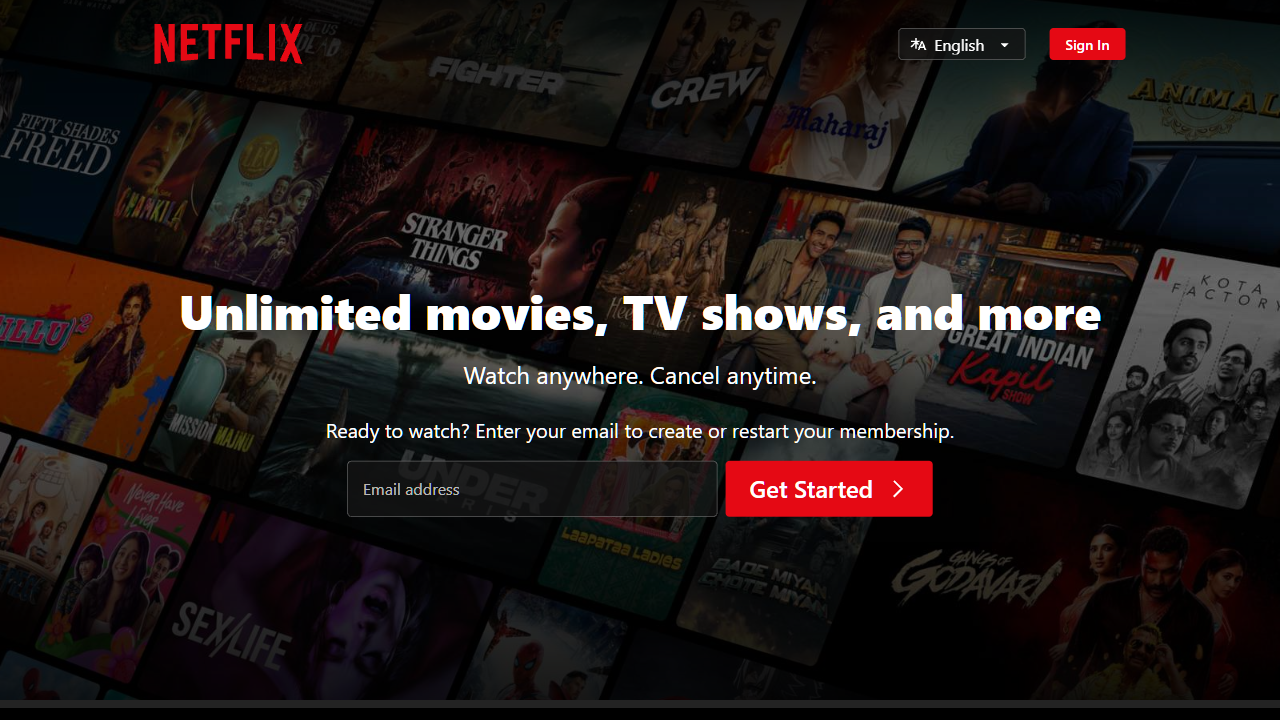 NETFLIX
English
Sign In
FIGHTER
CREW
Maharaj
ANIMAL
FIFTY SHADES
FREED
LEO
CHAMKILA
STRANGER
THINGS
KOTA
FACTORY
Unlimited movies, TV shows, and more
GREAT INDIAN
Kapil
SHOW
Watch anywhere. Cancel anytime.
MISSION MAJNU
Ready to watch? Enter your email to create or restart your membership.
Email address
Get Started
UNDER
PARIS
Never Have
I Ever
LAAPATAA LADIES
BADE MIYAN
CHOTE MIYAN
GANGS OF
GODAVARI
SEX/LIFE